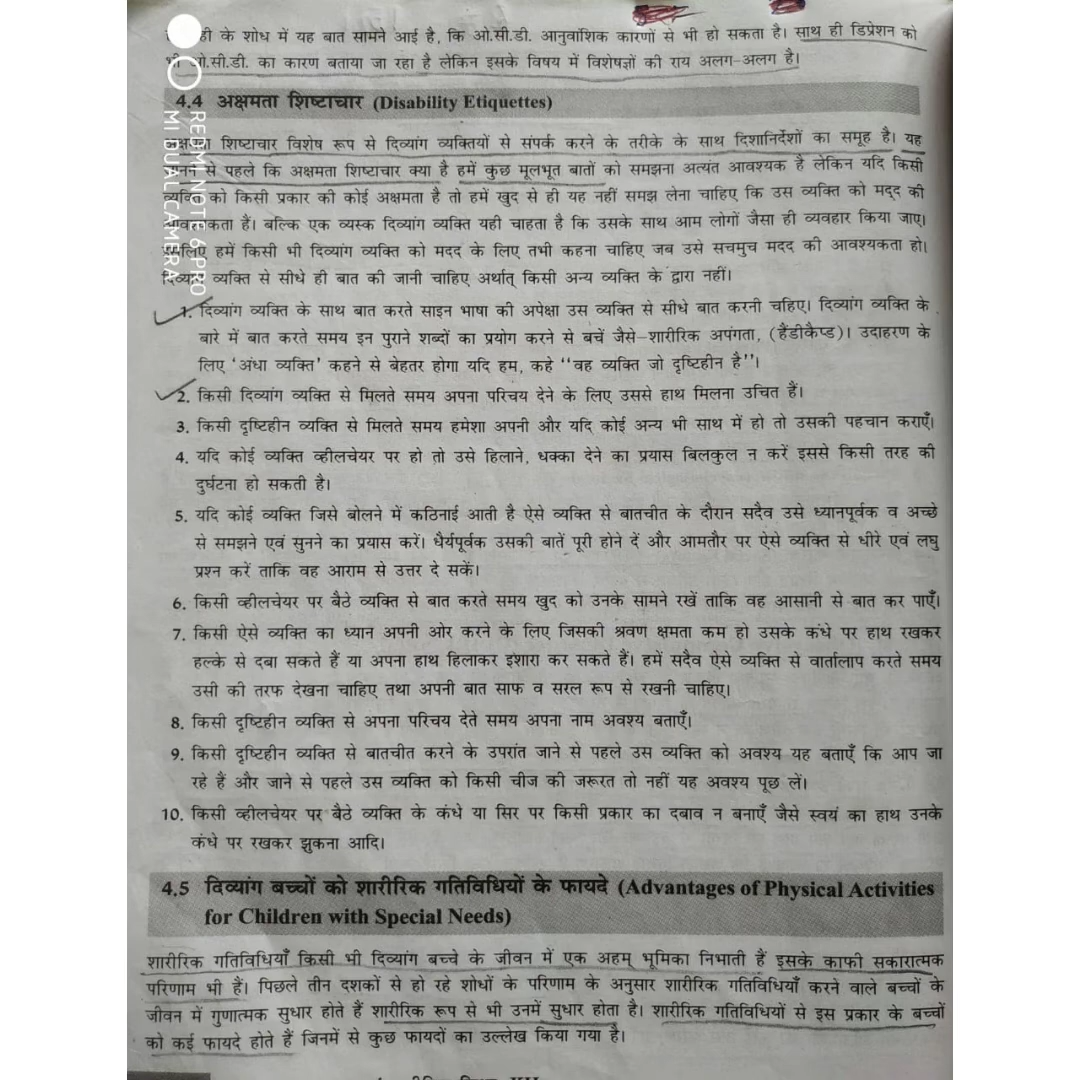 ही के शोध में यह बात सामने आई है, कि ओ.सी.डी. आनुवांशिक कारणों से भी हो सकता है। साथ ही डिप्रेशन को
भी ओ.सी.डी. का कारण बताया जा रहा है लेकिन इसके विषय में विशेषज्ञों की राय अलग-अलग है।
4.4 अक्षमता शिष्टाचार (Disability Etiquettes)
अक्षमता शिष्टाचार विशेष रूप से दिव्यांग व्यक्तियों से संपर्क करने के तरीके के साथ दिशानिर्देशों का समूह है। यह
जानने से पहले कि अक्षमता शिष्टाचार क्या है हमें कुछ मूलभूत बातों को समझना अत्यंत आवश्यक है लेकिन यदि किसी
व्यक्ति को किसी प्रकार की कोई अक्षमता है तो हमें खुद से ही यह नहीं समझ लेना चाहिए कि उस व्यक्ति को मद्द की
आवश्यकता हैं। बल्कि एक व्यस्क दिव्यांग व्यक्ति यही चाहता है कि उसके साथ आम लोगों जैसा ही व्यवहार किया जाए।
इसलिए हमें किसी भी दिव्यांग व्यक्ति को मदद के लिए तभी कहना चाहिए जब उसे सचमुच मदद की आवश्यकता हो।
दिव्यांग व्यक्ति से सीधे ही बात की जानी चाहिए अर्थात् किसी अन्य व्यक्ति के द्वारा नहीं।
1. दिव्यांग व्यक्ति के साथ बात करते साइन भाषा की अपेक्षा उस व्यक्ति से सीधे बात करनी चहिए। दिव्यांग व्यक्ति के
बारे में बात करते समय इन पुराने शब्दों का प्रयोग करने से बचें जैसे-शारीरिक अपंगता, (हैंडीकैप्ड)। उदाहरण के
लिए 'अंधा व्यक्ति' कहने से बेहतर होगा यदि हम, कहे "वह व्यक्ति जो दृष्टिहीन है"।
2. किसी दिव्यांग व्यक्ति से मिलते समय अपना परिचय देने के लिए उससे हाथ मिलना उचित हैं।
3. किसी दृष्टिहीन व्यक्ति से मिलते समय हमेशा अपनी और यदि कोई अन्य भी साथ में हो तो उसकी पहचान कराएँ।
4. यदि कोई व्यक्ति व्हीलचेयर पर हो तो उसे हिलाने, धक्का देने का प्रयास बिलकुल न करें इससे किसी तरह की
दुर्घटना हो सकती है।
5. यदि कोई व्यक्ति जिसे बोलने में कठिनाई आती है ऐसे व्यक्ति से बातचीत के दौरान सदैव उसे ध्यानपूर्वक व अच्छे
से समझने एवं सुनने का प्रयास करें। धैर्यपूर्वक उसकी बातें पूरी होने दें और आमतौर पर ऐसे व्यक्ति से धीरे एवं लघु
प्रश्न करें ताकि वह आराम से उत्तर दे सकें।
6. किसी व्हीलचेयर पर बैठे व्यक्ति से बात करते समय खुद को उनके सामने रखें ताकि वह आसानी से बात कर पाएँ।
7. किसी ऐसे व्यक्ति का ध्यान अपनी ओर करने के लिए जिसकी श्रवण क्षमता कम हो उसके कंधे पर हाथ रखकर
हल्के से दबा सकते हैं या अपना हाथ हिलाकर इशारा कर सकते हैं। हमें सदैव ऐसे व्यक्ति से वार्तालाप करते समय
उसी की तरफ देखना चाहिए तथा अपनी बात साफ व सरल रूप से रखनी चाहिए।
8. किसी दृष्टिहीन व्यक्ति से अपना परिचय देते समय अपना नाम अवश्य बताएँ।
9. किसी दृष्टिहीन व्यक्ति से बातचीत करने के उपरांत जाने से पहले उस व्यक्ति को अवश्य यह बताएँ कि आप जा
रहे हैं और जाने से पहले उस व्यक्ति को किसी चीज की जरूरत तो नहीं यह अवश्य पूछ लें।
10. किसी व्हीलचेयर पर बैठे व्यक्ति के कंधे या सिर पर किसी प्रकार का दबाव न बनाएँ जैसे स्वयं का हाथ उनके
कंधे पर रखकर झुकना आदि।
4.5 दिव्यांग बच्चों को शारीरिक गतिविधियों के फायदे (Advantages of Physical Activities
for Children with Special Needs)
शारीरिक गतिविधियाँ किसी भी दिव्यांग बच्चे के जीवन में एक अहम् भूमिका निभाती हैं इसके काफी सकारात्मक
परिणाम भी हैं। पिछले तीन दशकों से हो रहे शोधों के परिणाम के अनुसार शारीरिक गतिविधियाँ करने वाले बच्चों के
जीवन में गुणात्मक सुधार होते हैं शारीरिक रूप से भी उनमें सुधार होता है। शारीरिक गतिविधियों से इस प्रकार के बच्चों
को कई फायदे होते हैं जिनमें से कुछ फायदों का उल्लेख किया गया है।
REDMI NOTE 6 PRO
MI DUAL CAMERA